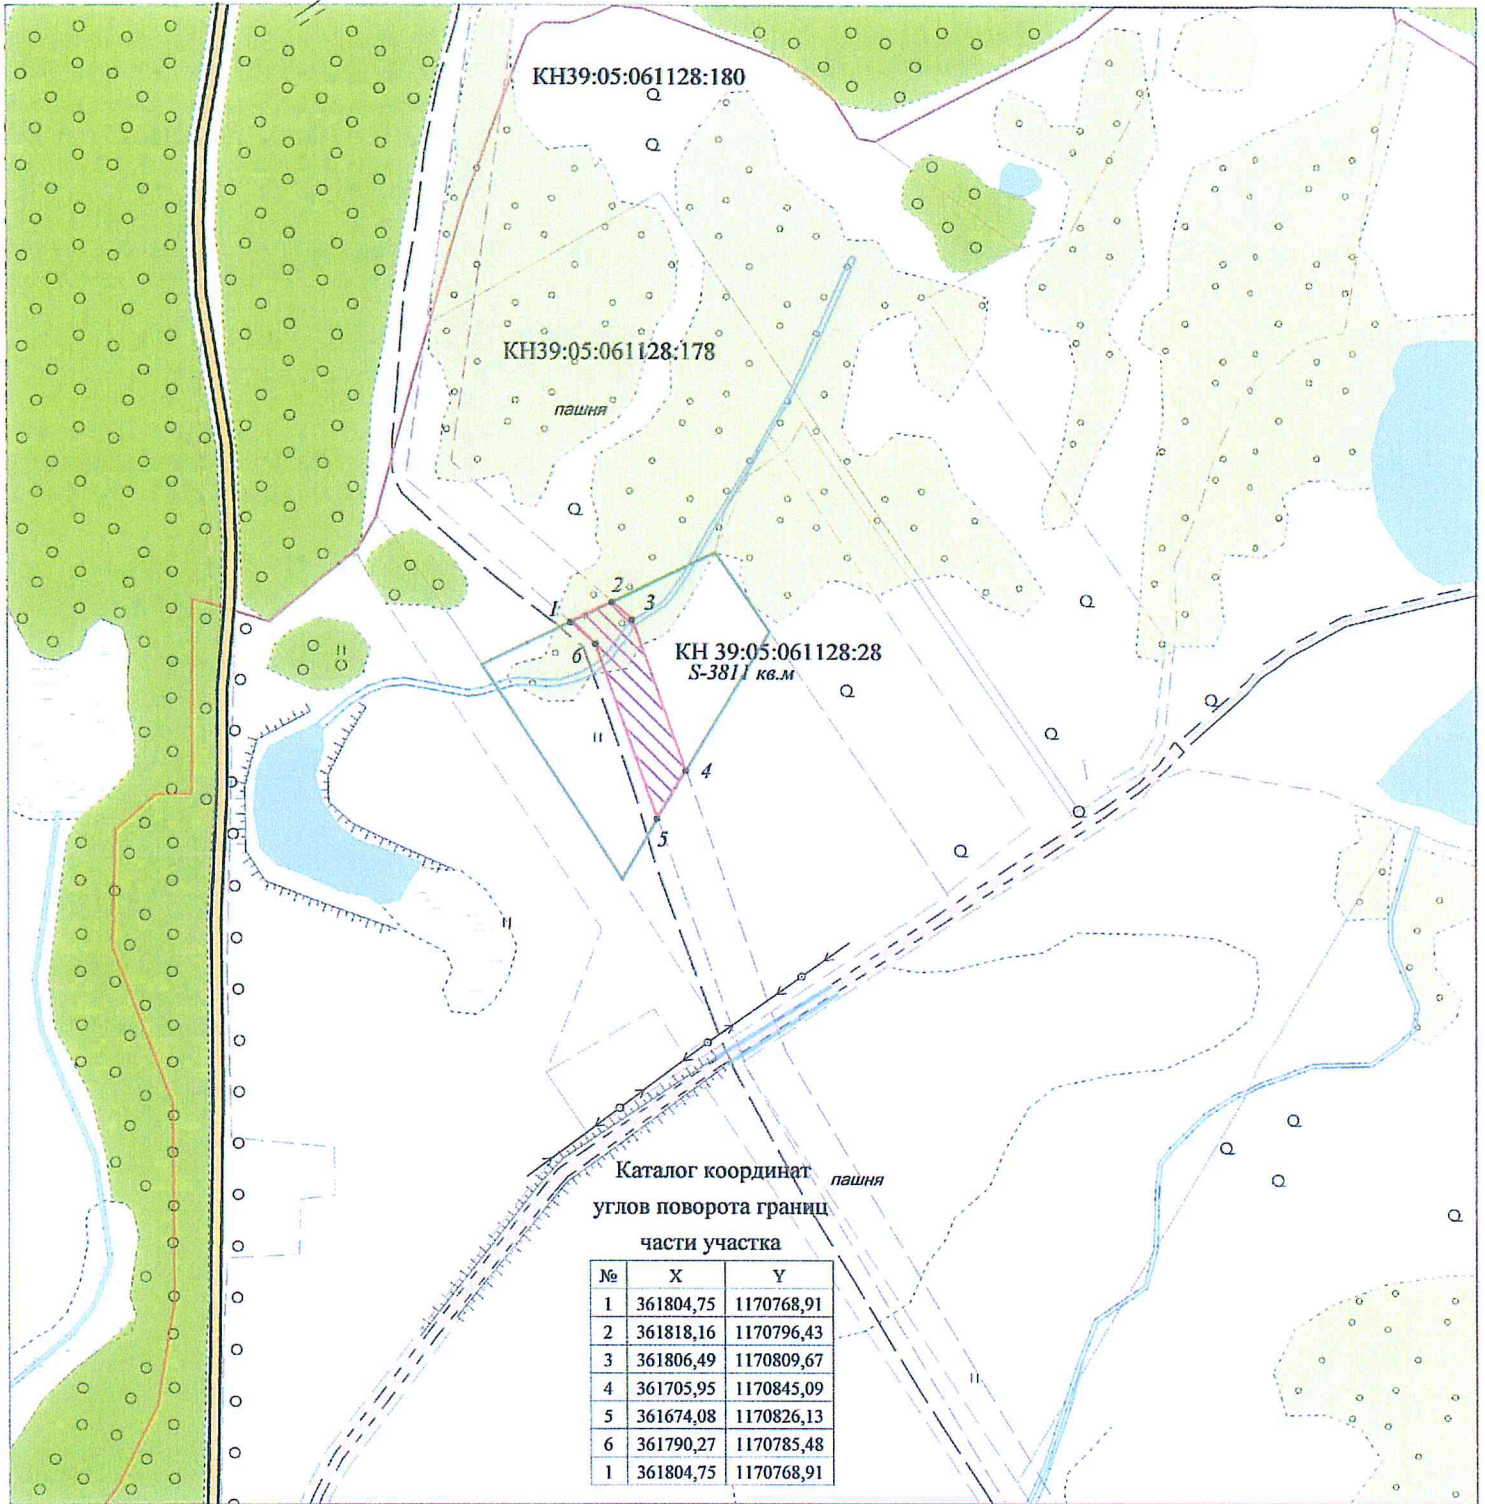 КН39:05:061128:180
КН39:05:061128:178
пашня
1
2
3
6
КН 39:05:061128:28
S-3811 кв.м
4
5
Каталог координат
углов поворота границ
части участка
пашня
№ X Y
1 361804,75 1170768,91
2 361818,16 1170796,43
3 361806,49 1170809,67
4 361705,95 1170845,09
5 361674,08 1170826,13
6 361790,27 1170785,48
1 361804,75 1170768,91